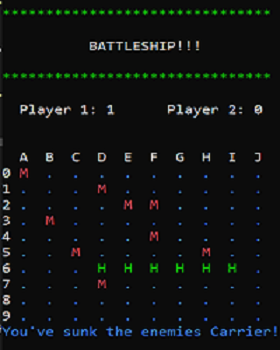 ****************************************
BATTLESHIP!!!
****************************************
Player 1: 1 Player 2: 0
A B C D E F G H I J
0 M . . . . . . . . .
1 . . . M . . . . . .
2 . . . . M M . . . .
3 . M . . . . . . . .
4 . . . . . M . . . .
5 . . M . . . . M . .
6 . . . H H H H H H .
7 . . . M . . . . . .
8 . . . . . . . . . .
9 . . . . . . . . . .
You've sunk the enemies Carrier!